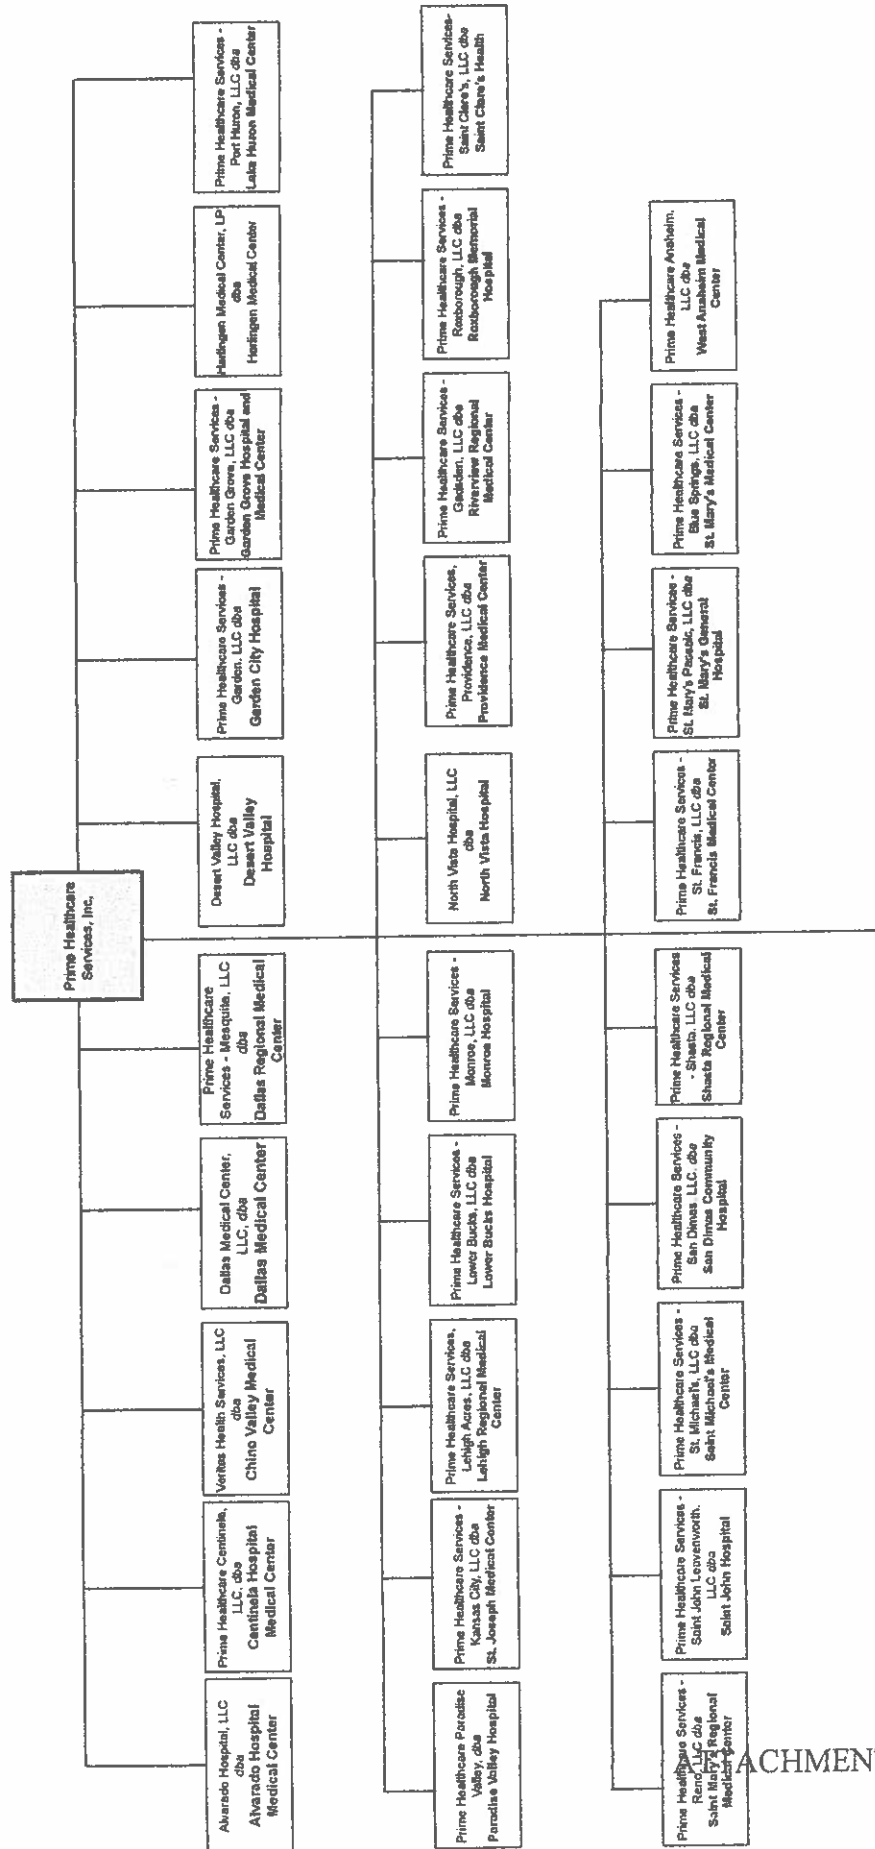 Prime Healthcare
Services, Inc.
Alvarado Hospital, LLC
dba
Alvarado Hospital
Medical Center
Prime Healthcare Centinela,
LLC, dba
Centinela Hospital
Medical Center
Veritas Health Services, LLC
dba
Chino Valley Medical
Center
Dallas Medical Center,
LLC, dba
Dallas Medical Center
Prime Healthcare
Services - Mesquite, LLC
dba
Dallas Regional Medical
Center
Desert Valley Hospital,
LLC dba
Desert Valley
Hospital
Prime Healthcare Services -
Garden, LLC dba
Garden City Hospital
Prime Healthcare Services -
Garden Grove, LLC dba
Garden Grove Hospital and
Medical Center
Harlingen Medical Center, LP
dba
Harlingen Medical Center
Prime Healthcare Services -
Port Huron, LLC dba
Lake Huron Medical Center
Prime Healthcare Paradise
Valley, dba
Paradise Valley Hospital
Prime Healthcare Services -
Kansas City, LLC dba
St. Joseph Medical Center
Prime Healthcare Services,
Lehigh Acres, LLC dba
Lehigh Regional Medical
Center
Prime Healthcare Services -
Lower Bucks, LLC dba
Lower Bucks Hospital
Prime Healthcare Services -
Monroe, LLC dba
Monroe Hospital
North Vista Hospital, LLC
dba
North Vista Hospital
Prime Healthcare Services,
Providence, LLC dba
Providence Medical Center
Prime Healthcare Services -
Gadsden, LLC dba
Riverview Regional
Medical Center
Prime Healthcare Services -
Roxborough, LLC dba
Roxborough Memorial
Hospital
Prime Healthcare Services-
Saint Clare's, LLC dba
Saint Clare's Health
Prime Healthcare Services -
Reno, LLC dba
Saint Mary's Regional
Medical Center
Prime Healthcare Services -
Saint John Leavenworth,
LLC dba
Saint John Hospital
Prime Healthcare Services -
St. Michael's, LLC dba
Saint Michael's Medical
Center
Prime Healthcare Services -
San Dimas, LLC, dba
San Dimas Community
Hospital
Prime Healthcare Services
- Shasta, LLC dba
Shasta Regional Medical
Center
Prime Healthcare Services -
St. Francis, LLC dba
St. Francis Medical Center
Prime Healthcare Services -
St. Mary's Passaic, LLC dba
St. Mary's General
Hospital
Prime Healthcare Services -
Blue Springs, LLC dba
St. Mary's Medical Center
Prime Healthcare Anaheim,
LLC dba
West Anaheim Medical
Center
ATTACHMENT